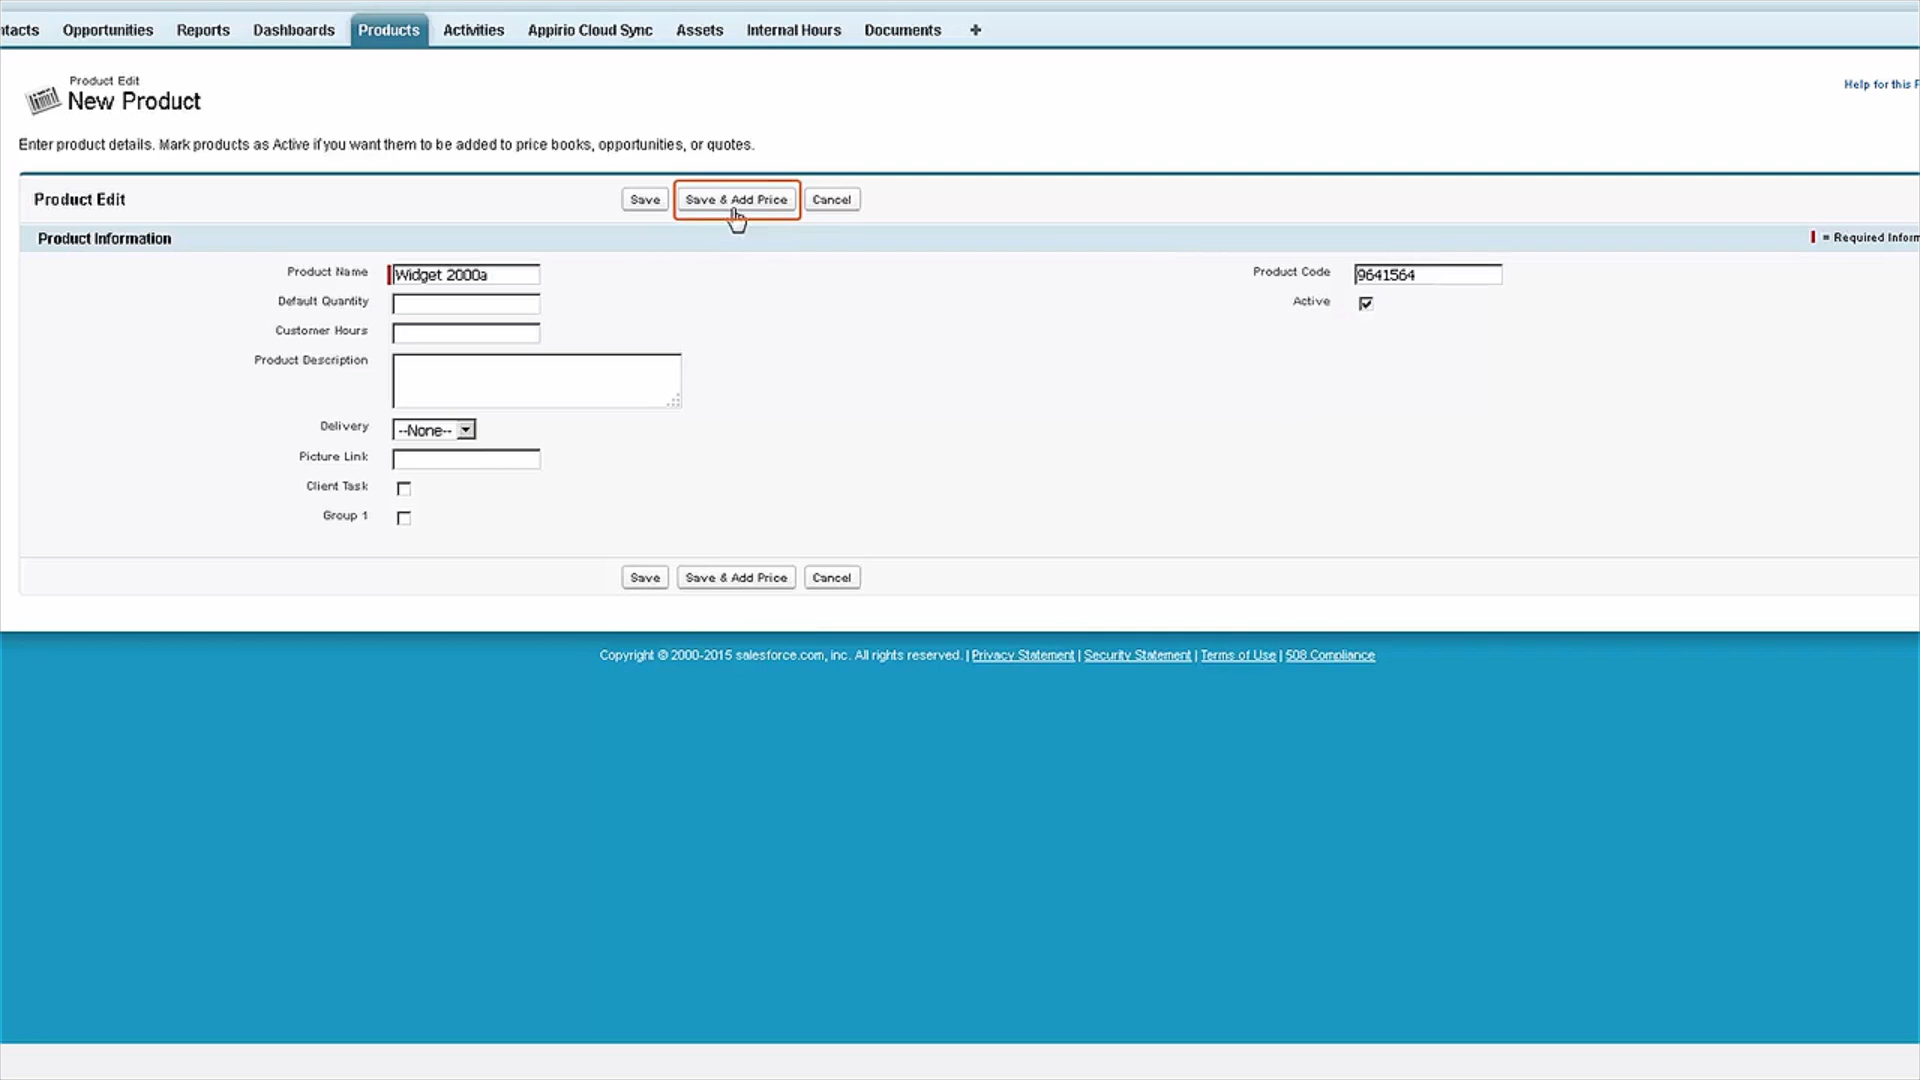 ntacts Opportunities Reports Dashboards Products Activities Appirio Cloud Sync Assets Internal Hours Documents +
Product Edit
New Product
Help for this P
Enter product details. Mark products as Active if you want them to be added to price books, opportunities, or quotes.
Product Edit Save Save & Add Price Cancel
Product Information = Required Inform
Product Name Widget 2000a Product Code 9641564
Default Quantity Active
Customer Hours
Product Description
Delivery --None--
Picture Link
Client Task
Group 1
Save Save & Add Price Cancel
Copyright © 2000-2015 salesforce.com, inc. All rights reserved. | Privacy Statement | Security Statement | Terms of Use | 508 Compliance